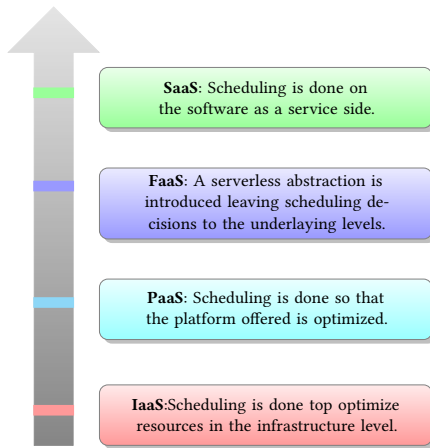 SaaS: Scheduling is done on
the software as a service side.
FaaS: A serverless abstraction is
introduced leaving scheduling de-
cisions to the underlaying levels.
PaaS: Scheduling is done so that
the platform offered is optimized.
IaaS:Scheduling is done top optimize
resources in the infrastructure level.